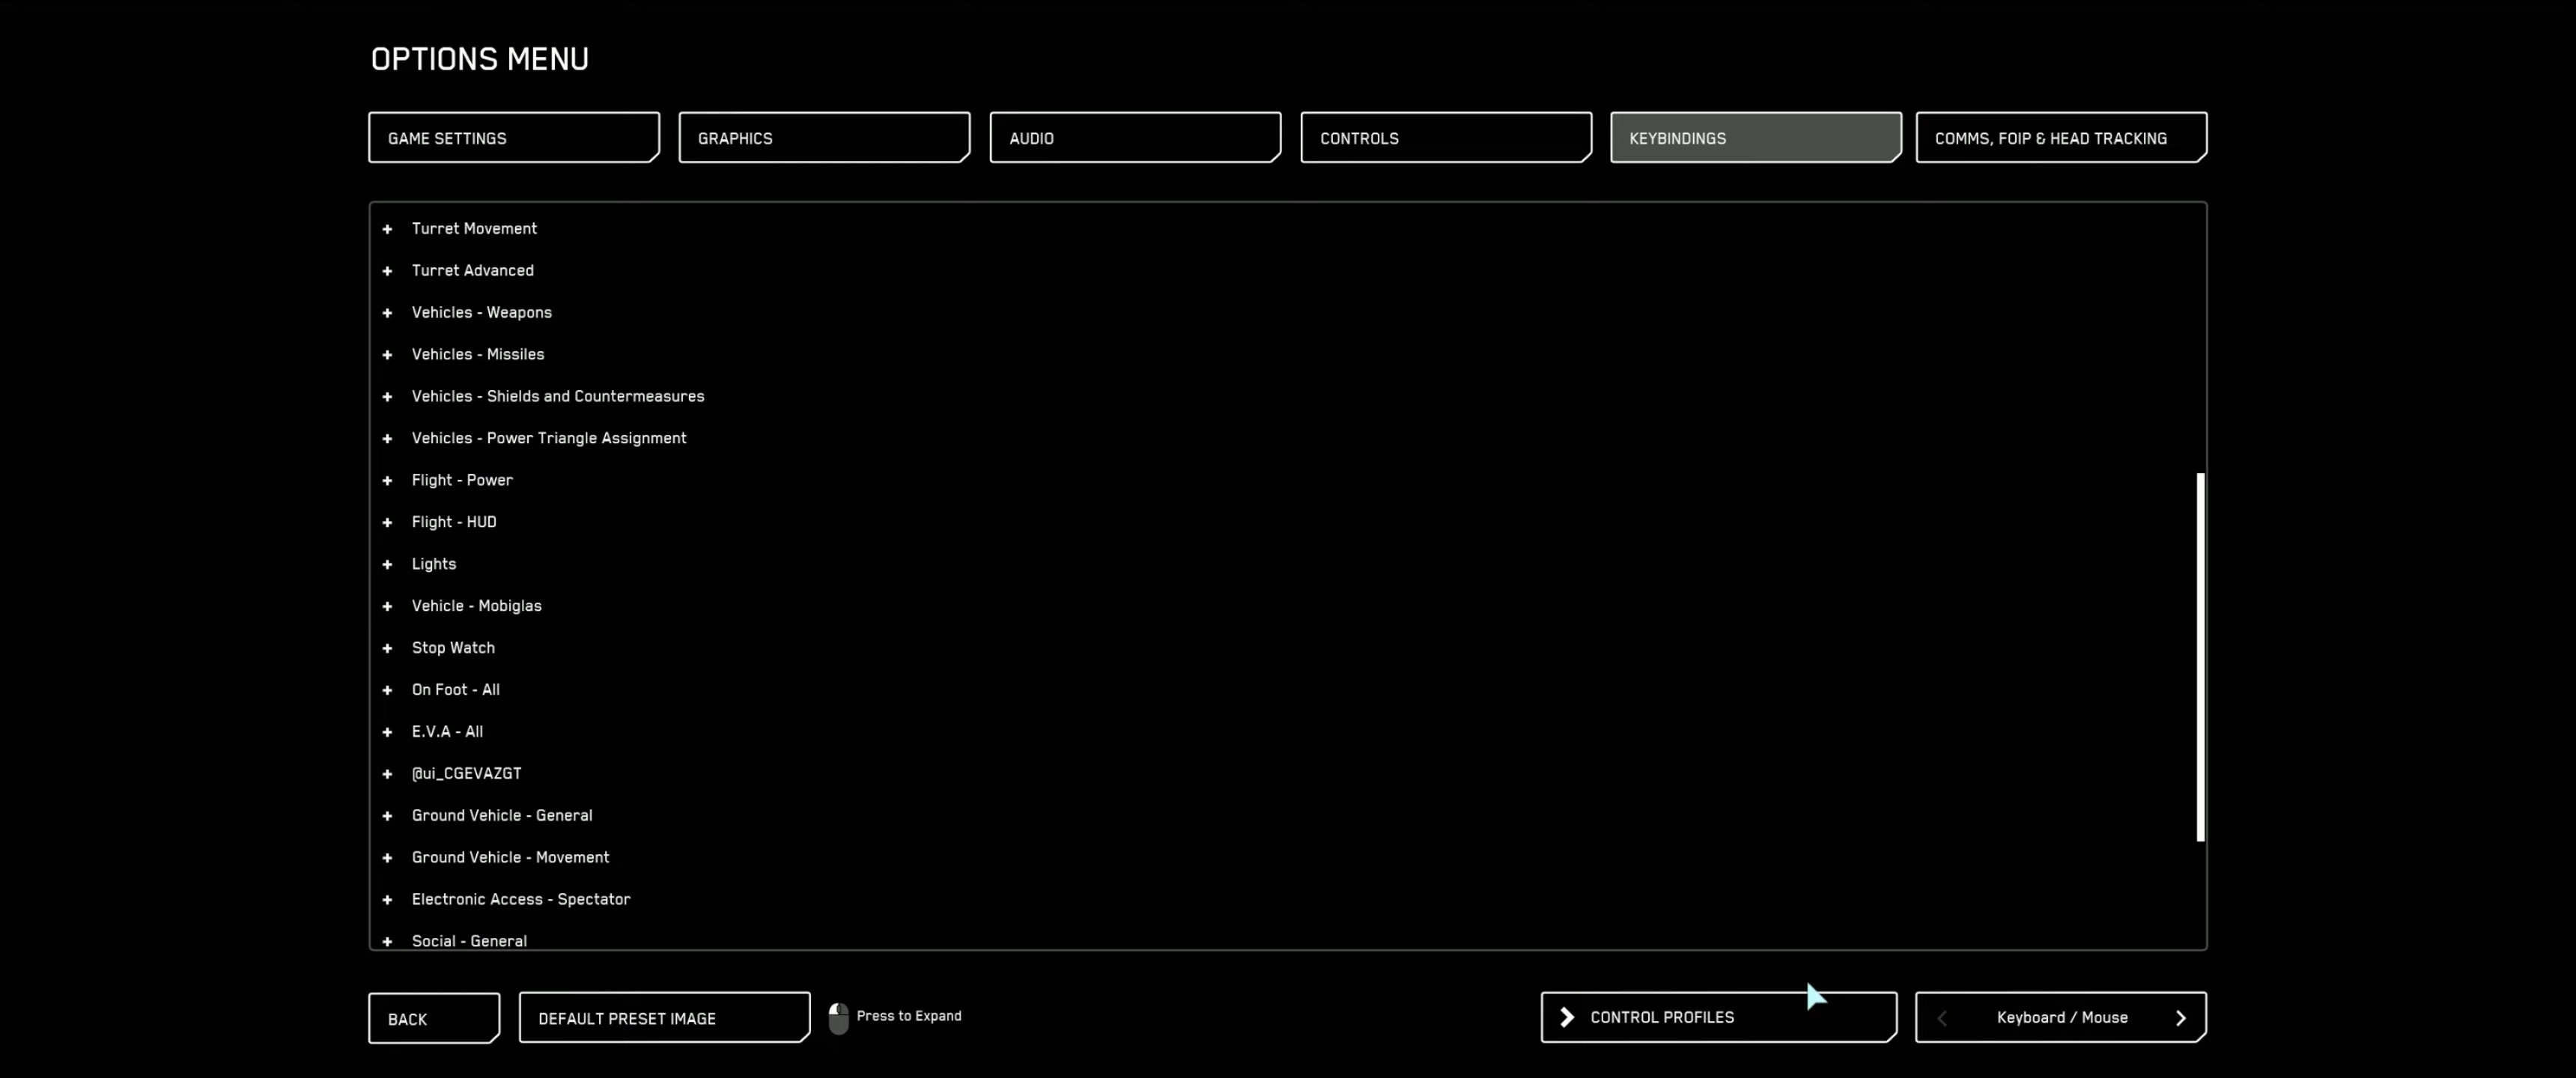 OPTIONS MENU
GAME SETTINGS
GRAPHICS
AUDIO
CONTROLS
KEYBINDINGS
COMMS, FOIP & HEAD TRACKING
+ Turret Movement
+ Turret Advanced
+ Vehicles - Weapons
+ Vehicles - Missiles
+ Vehicles - Shields and Countermeasures
+ Vehicles - Power Triangle Assignment
+ Flight - Power
+ Flight - HUD
+ Lights
+ Vehicle - Mobiglas
+ Stop Watch
+ On Foot - All
+ E.V.A - All
+ @ui_CGEVAZGT
+ Ground Vehicle - General
+ Ground Vehicle - Movement
+ Electronic Access - Spectator
+ Social - General
BACK
DEFAULT PRESET IMAGE
Press to Expand
CONTROL PROFILES
Keyboard / Mouse